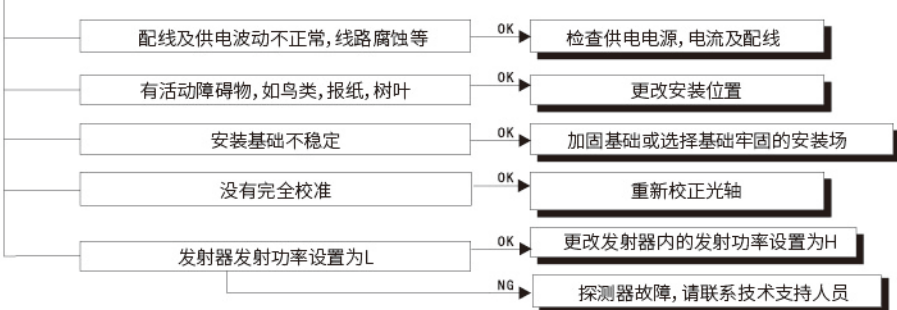 配线及供电波动不正常,线路腐蚀等 OK 检查供电电源,电流及配线
有活动障碍物,如鸟类,报纸,树叶 OK 更改安装位置
安装基础不稳定 OK 加固基础或选择基础牢固的安装场
没有完全校准 OK 重新校正光轴
发射器发射功率设置为L OK 更改发射器内的发射功率设置为H
NG 探测器故障,请联系技术支持人员